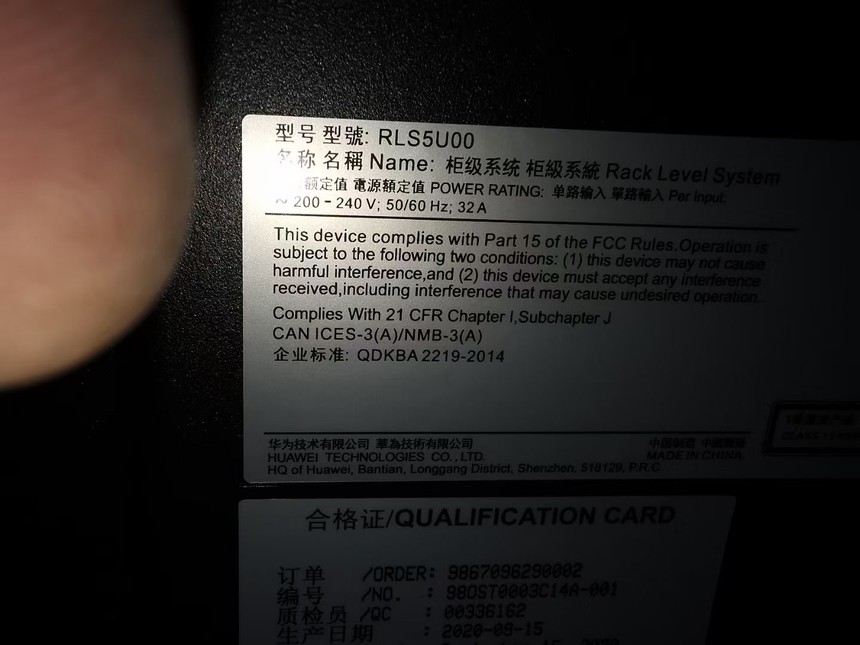 型号 型號: RLS5U00
名称 名稱 Name: 柜级系统 柜級系統 Rack Level System
额定值 電源額定值 POWER RATING: 单路输入 單路輸入 Per Input:
~ 200 - 240 V; 50/60 Hz; 32 A
This device complies with Part 15 of the FCC Rules.Operation is
subject to the following two conditions: (1) this device may not cause
harmful interference,and (2) this device must accept any interference
received,including interference that may cause undesired operation.
Complies With 21 CFR Chapter I,Subchapter J
CAN ICES-3(A)/NMB-3(A)
企业标准: QDKBA 2219-2014
华为技术有限公司 華為技術有限公司
中国制造 中國製造
HUAWEI TECHNOLOGIES CO.,LTD.
MADE IN CHINA
HQ of Huawei, Bantian, Longgang District, Shenzhen, 518129, P.R.C.
合格证/QUALIFICATION CARD
订单 /ORDER: 9867096290002
编号 /NO. : 980ST0003C14A-001
质检员 /QC : 00336162
生产日期 : 2020-09-15